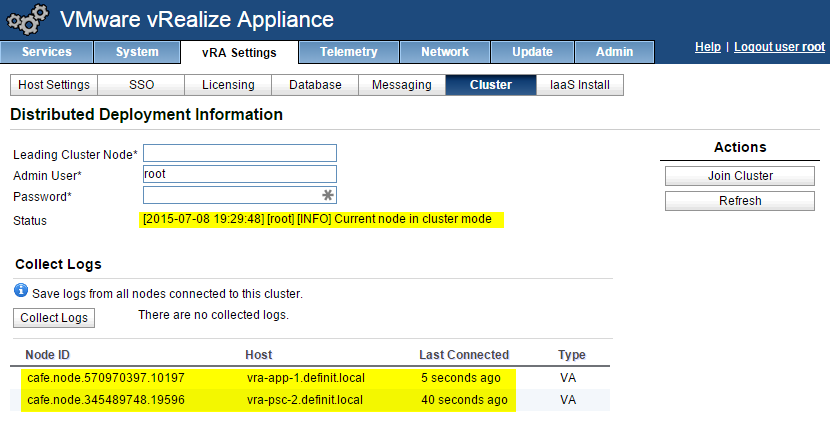 VMware vRealize Appliance
Services System vRA Settings Telemetry Network Update Admin Help | Logout user root
Host Settings SSO Licensing Database Messaging Cluster IaaS Install
Distributed Deployment Information
Actions
Leading Cluster Node*
Join Cluster
Admin User* root
Password*
Refresh
Status [2015-07-08 19:29:48] [root] [INFO] Current node in cluster mode
Collect Logs
Save logs from all nodes connected to this cluster.
Collect Logs There are no collected logs.
Node ID Host Last Connected Type
cafe.node.570970397.10197 vra-app-1.definit.local 5 seconds ago VA
cafe.node.345489748.19596 vra-psc-2.definit.local 40 seconds ago VA